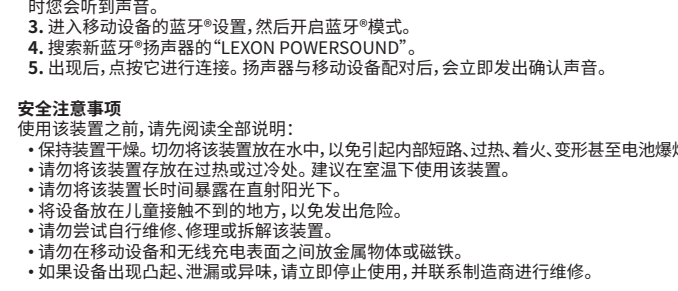 时您会听到声音。
3. 进入移动设备的蓝牙®设置，然后开启蓝牙®模式。
4. 搜索新蓝牙®扬声器的“LEXON POWERSOUND”。
5. 出现后，点按它进行连接。扬声器与移动设备配对后，会立即发出确认声音。
安全注意事项
使用该装置之前，请先阅读全部说明：
• 保持装置干燥。切勿将该装置放在水中，以免引起内部短路、过热、着火、变形甚至电池爆
• 请勿将该装置存放在过热或过冷处。建议在室温下使用该装置。
• 请勿将该装置长时间暴露在直射阳光下。
• 将设备放在儿童接触不到的地方，以免发出危险。
• 请勿尝试自行维修、修理或拆解该装置。
• 请勿在移动设备和无线充电表面之间放金属物体或磁铁。
• 如果设备出现凸起、泄漏或异味，请立即停止使用，并联系制造商进行维修。